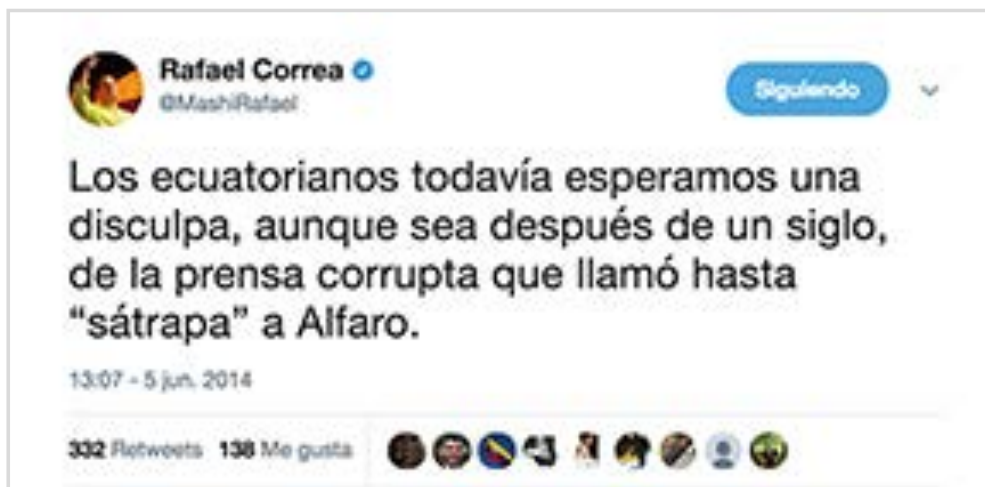 Rafael Correa
@MashiRafael
Siguiendo
Los ecuatorianos todavía esperamos una
disculpa, aunque sea después de un siglo,
de la prensa corrupta que llamó hasta
“sátrapa” a Alfaro.
13:07 - 5 jun. 2014
332 Retweets 138 Me gusta